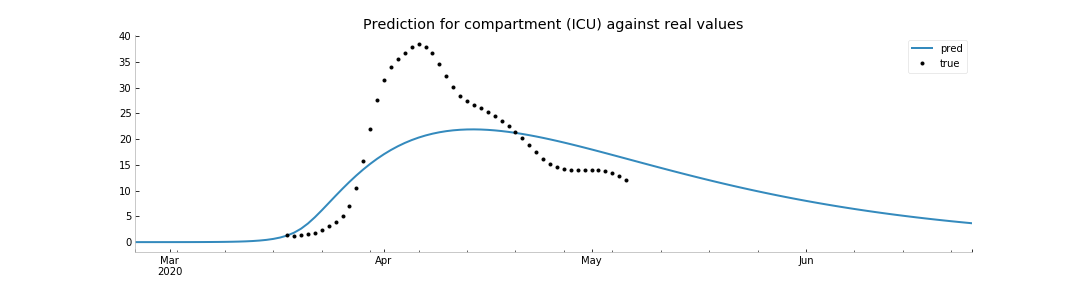 Prediction for compartment (ICU) against real values
40
35
30
25
20
15
10
5
0
pred
true
Mar
2020
Apr
May
Jun